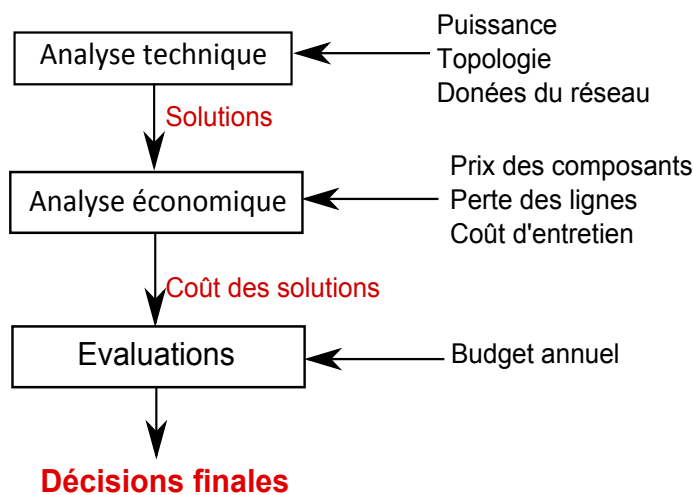 Analyse technique
Puissance
Topologie
Donées du réseau
Solutions
Analyse économique
Prix des composants
Perte des lignes
Coût d'entretien
Coût des solutions
Evaluations
Budget annuel
Décisions finales